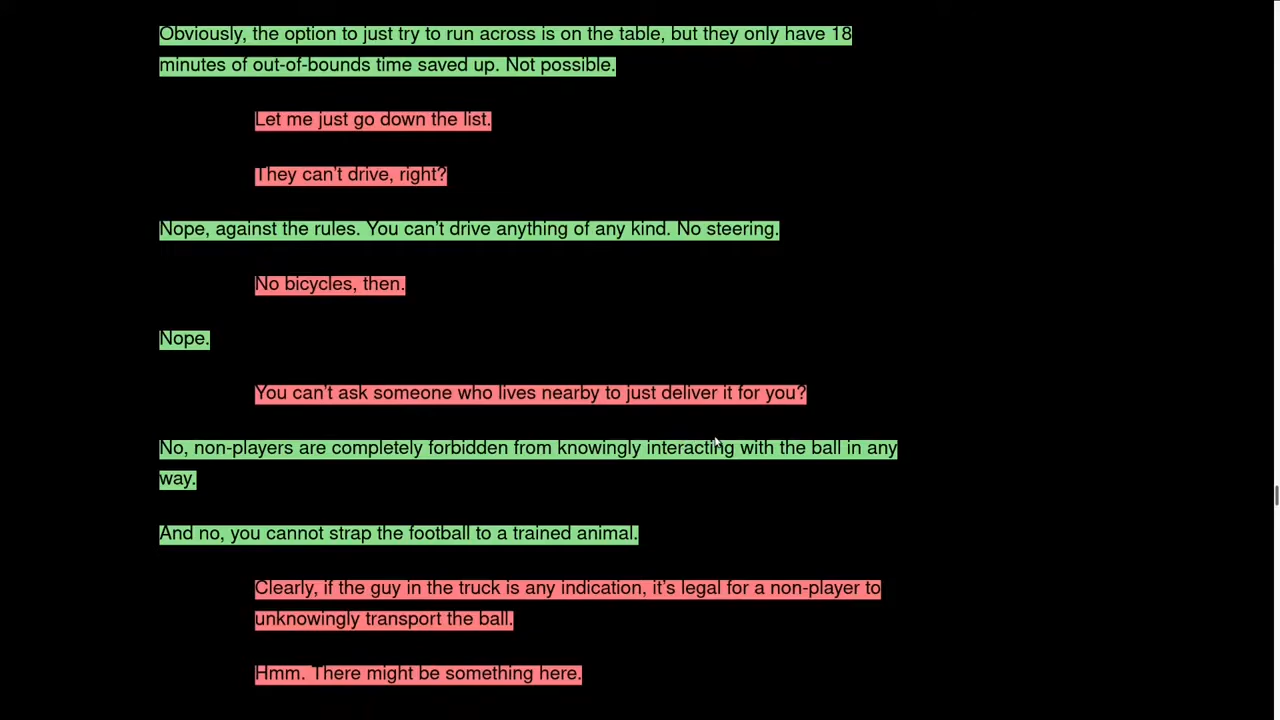 Obviously, the option to just try to run across is on the table, but they only have 18
minutes of out-of-bounds time saved up. Not possible.
Let me just go down the list.
They can’t drive, right?
Nope, against the rules. You can’t drive anything of any kind. No steering.
No bicycles, then.
Nope.
You can’t ask someone who lives nearby to just deliver it for you?
No, non-players are completely forbidden from knowingly interacting with the ball in any
way.
And no, you cannot strap the football to a trained animal.
Clearly, if the guy in the truck is any indication, it’s legal for a non-player to
unknowingly transport the ball.
Hmm. There might be something here.